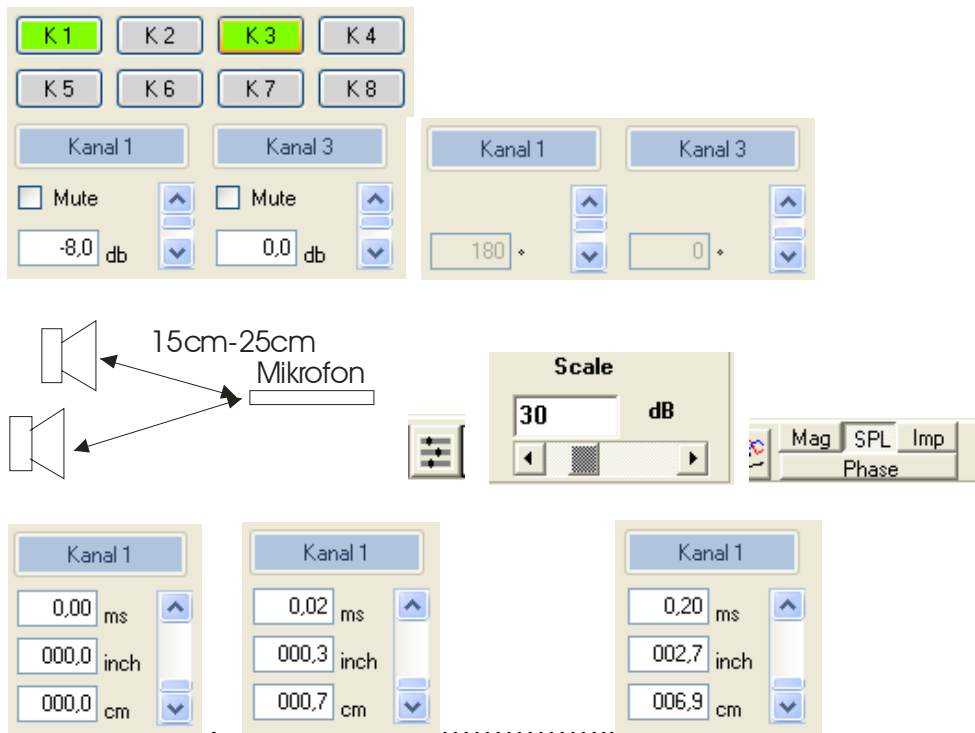 K 1 K 2 K 3 K 4
K 5 K 6 K 7 K 8
Kanal 1 Kanal 3
Mute Mute
-8,0 db 0,0 db
Kanal 1 Kanal 3
180 ° 0 °
15cm-25cm
Mikrofon
Scale
30 dB
Mag SPL Imp
Phase
Kanal 1
0,00 ms
000,0 inch
000,0 cm
Kanal 1
0,02 ms
000,3 inch
000,7 cm
Kanal 1
0,20 ms
002,7 inch
006,9 cm